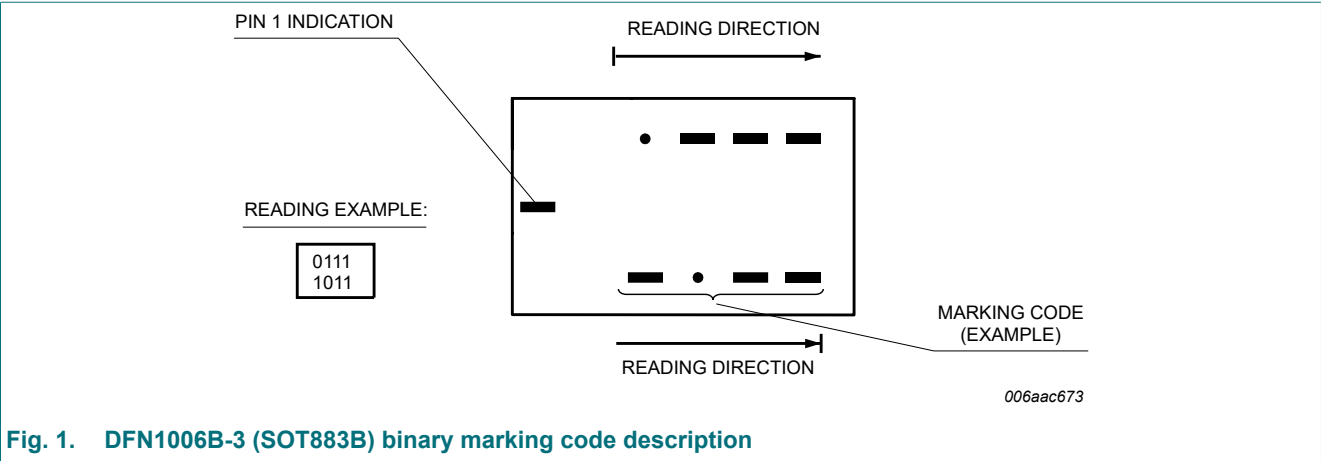 PIN 1 INDICATION
READING DIRECTION
READING EXAMPLE:
0111
1011
MARKING CODE
(EXAMPLE)
READING DIRECTION
006aac673
Fig. 1. DFN1006B-3 (SOT883B) binary marking code description